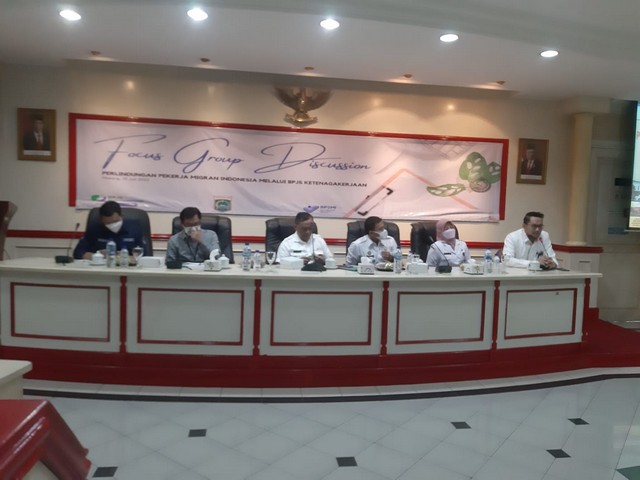 Focus Group Discussion
PERLINDUNGAN PEKERJA MIGRAN INDONESIA MELALUI BPJS KETENAGAKERJAAN